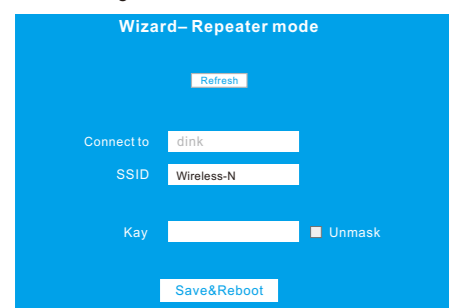 Wizard– Repeater mode
Refresh
Connect to dink
SSID Wireless-N
Kay Unmask
Save&Reboot